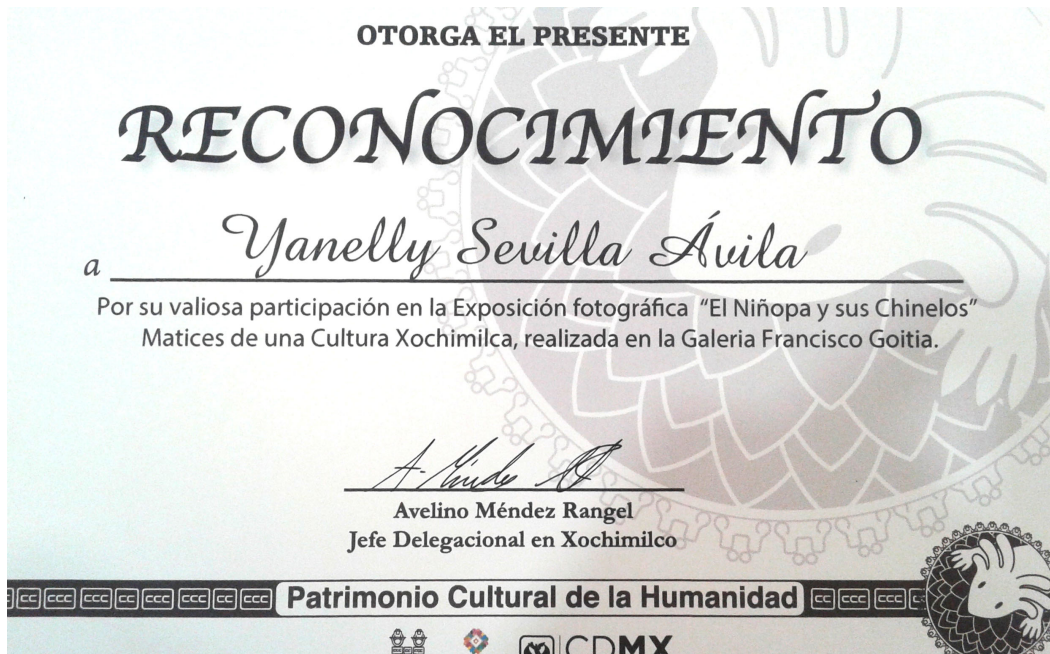 OTORGA EL PRESENTE
RECONOCIMIENTO
a Yanelly Sevilla Ávila
Por su valiosa participación en la Exposición fotográfica "El Niñopa y sus Chinelos"
Matices de una Cultura Xochimilca, realizada en la Galeria Francisco Goitia.
Avelino Méndez Rangel
Jefe Delegacional en Xochimilco
Patrimonio Cultural de la Humanidad
CDMX